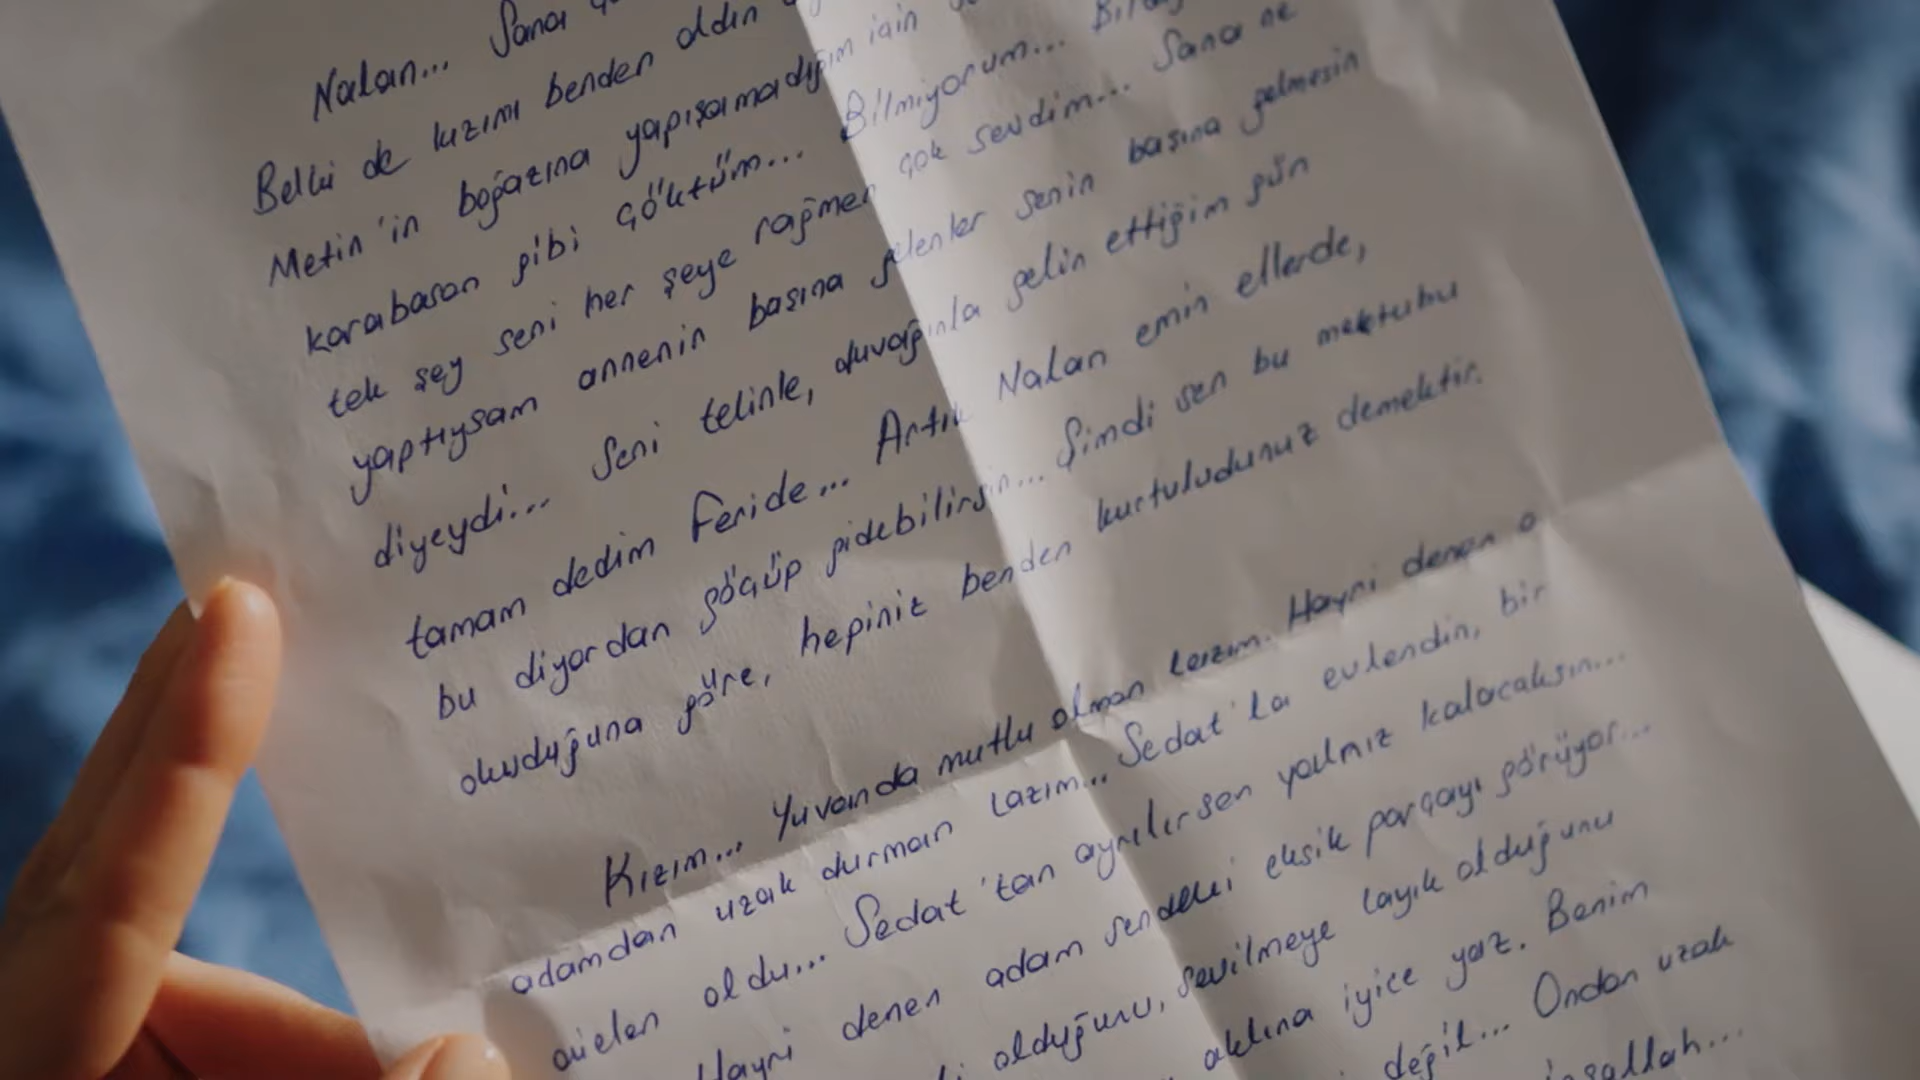 Nalan... Sana
Belki de kızımı benden aldın
Metin'in boğazına yapışamadığım için
karabasan gibi çöktüm... Bilmiyorum...
tek şey seni her şeye rağmen çok sevdim... Sana ne
yaptıysam annenin başına gelenler senin başına gelmesin
diyeydi... Seni telinle, duvağınla gelin ettiğim gün
tamam dedim Feride... Artık Nalan emin ellerde,
bu diyardan göçüp gidebilirsin... Şimdi sen bu mektubu
okuduğuna göre, hepiniz benden kurtuludunuz demektir.
Kızım... Yuvanda mutlu olman lazım. Hayri denen o
adamdan uzak durman lazım... Sedat'la evlendin, bir
ailen oldu... Sedat'tan ayrılırsen yalnız kalacaksın...
Hayri denen adam sendeki eksik parçayı görüyor...
olduğunu, sevilmeye layık olduğunu
aklına iyice yaz. Benim
değil... Ondan uzak
inşallah...